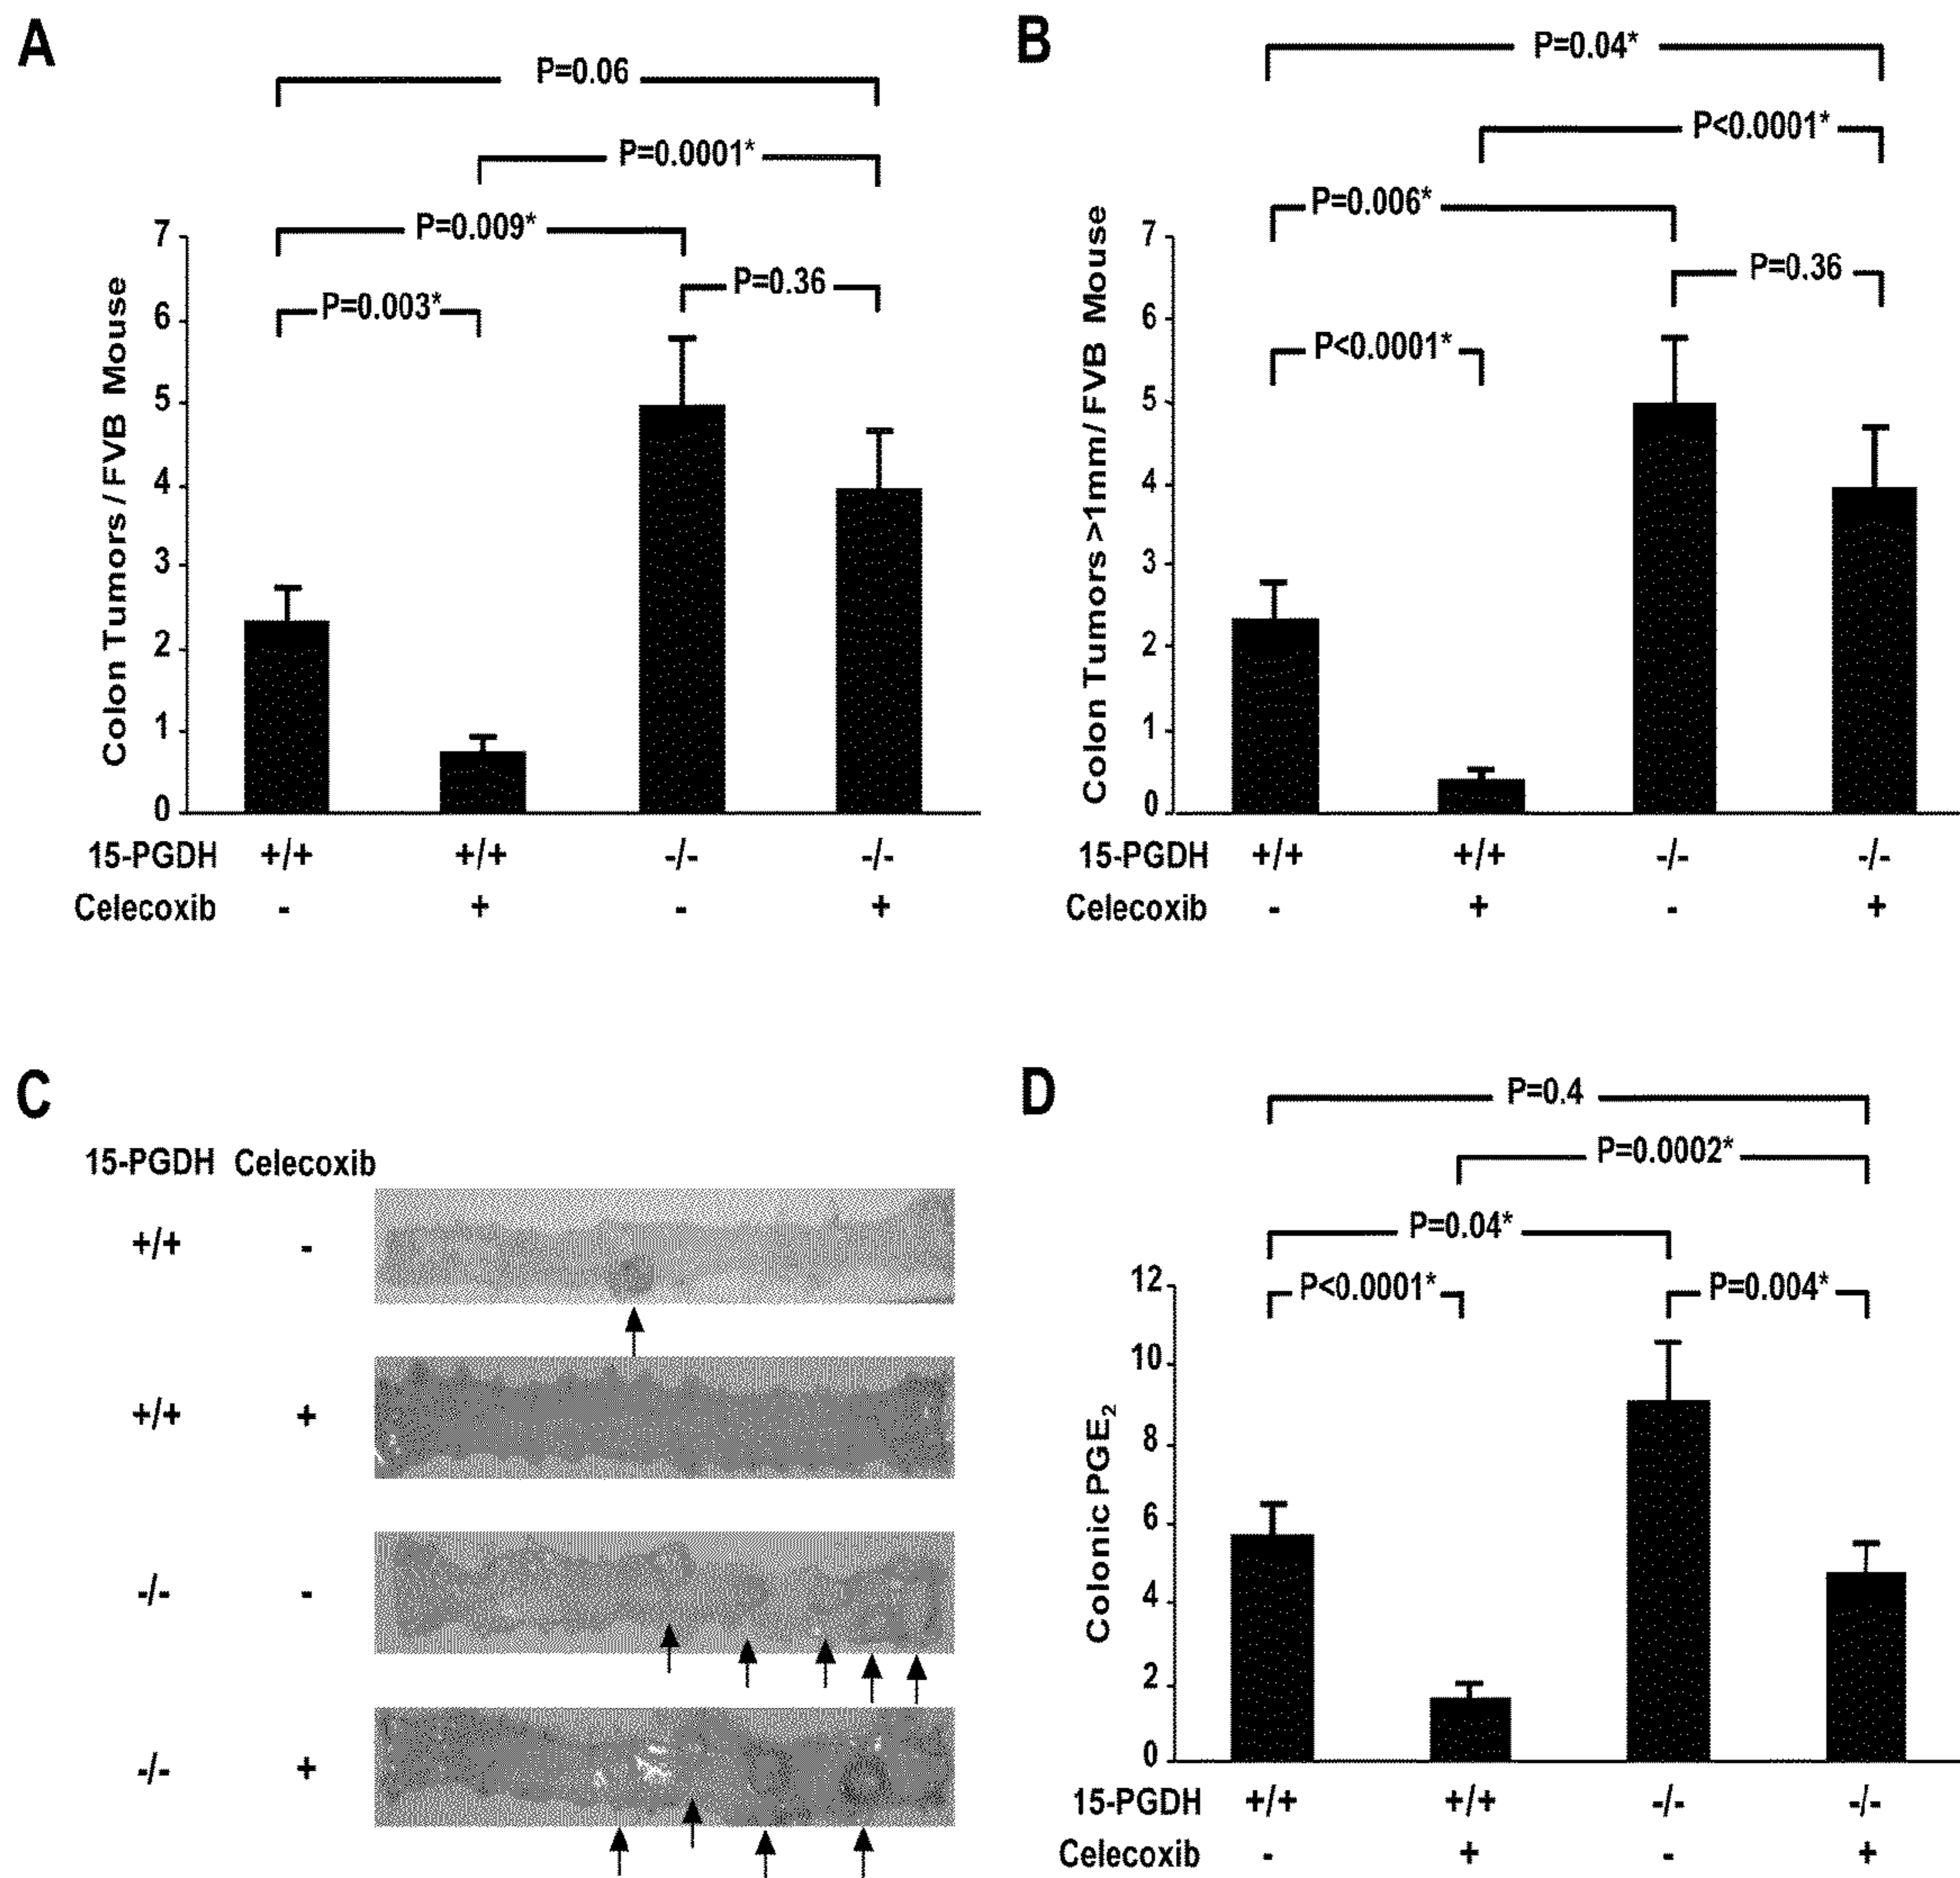 A
P=0.06
P=0.0001*
P=0.009*
P=0.36
P=0.003*
Colon Tumors / FVB Mouse
7
6
5
4
3
2
1
0
15-PGDH +/+ +/+ -/- -/-
Celecoxib - + - +
B
P=0.04*
P<0.0001*
P=0.006*
P=0.36
P<0.0001*
Colon Tumors >1mm/ FVB Mouse
7
6
5
4
3
2
1
0
15-PGDH +/+ +/+ -/- -/-
Celecoxib - + - +
C
15-PGDH Celecoxib
+/+ -
+/+ +
-/- -
-/- +
D
P=0.4
P=0.0002*
P=0.04*
P<0.0001*
P=0.004*
Colonic PGE₂
12
10
8
6
4
2
0
15-PGDH +/+ +/+ -/- -/-
Celecoxib - + - +